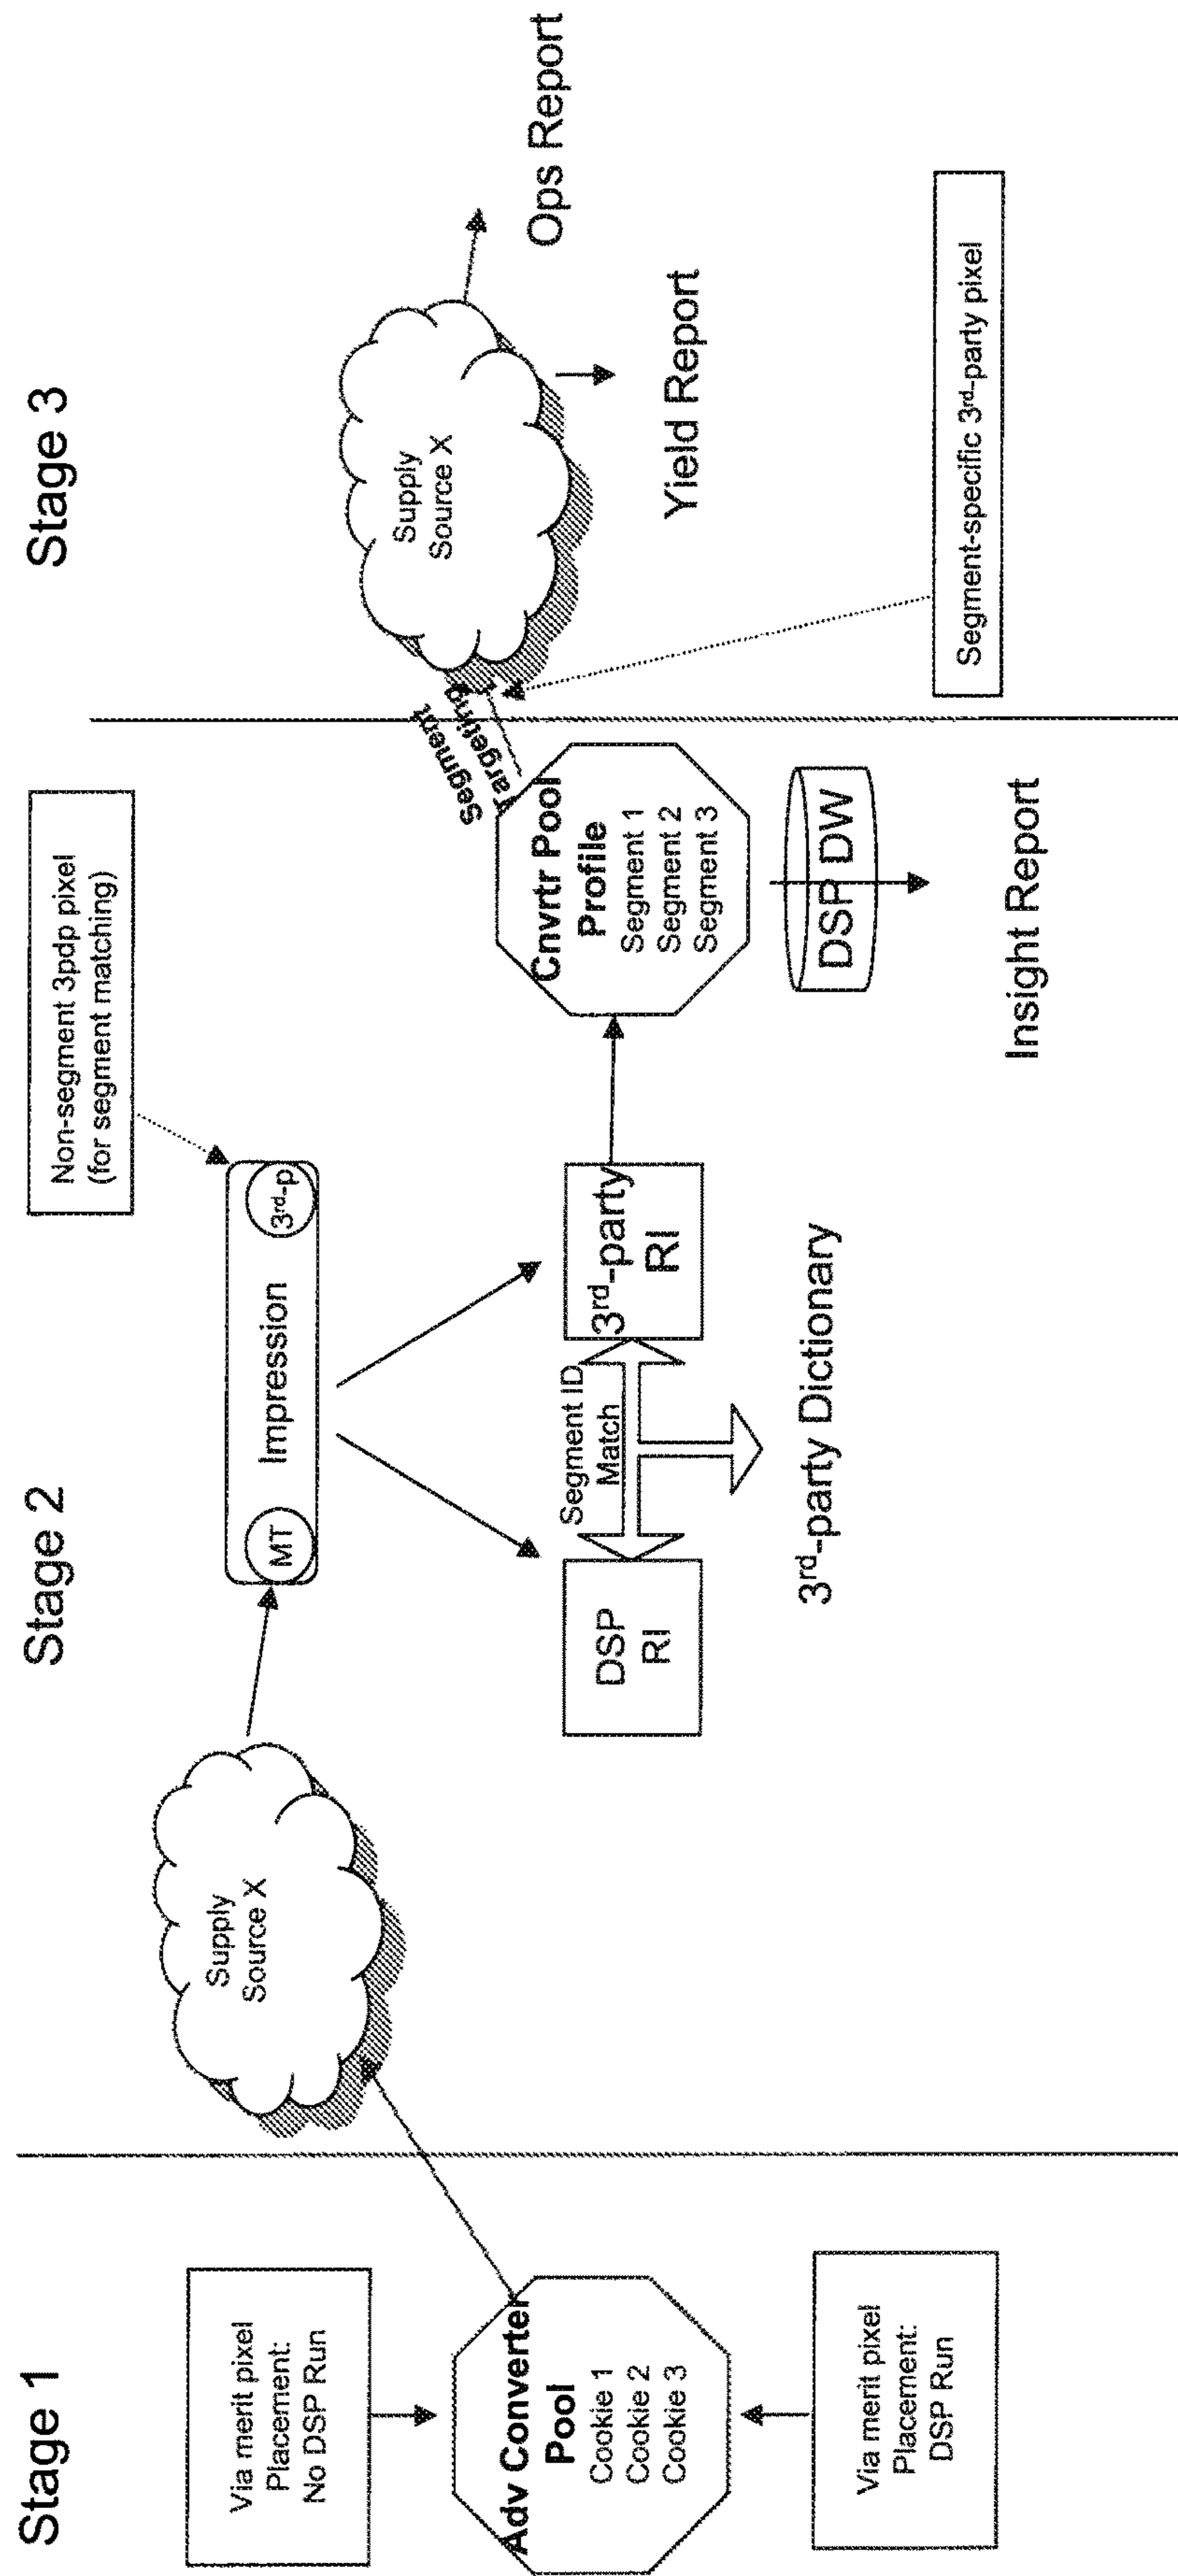 Stage 1
Via merit pixel
Placement:
No DSP Run
Adv Converter
Pool
Cookie 1
Cookie 2
Cookie 3
Via merit pixel
Placement:
DSP Run
Stage 2
Supply
Source X
MT
Impression
3rd-p
Non-segment 3pdp pixel
(for segment matching)
DSP
RI
Segment ID
Match
3rd-party
RI
3rd-party Dictionary
Cnvrtr Pool
Profile
Segment 1
Segment 2
Segment 3
DSP DW
Insight Report
Stage 3
Segment
Targeting
Supply
Source X
Ops Report
Yield Report
Segment-specific 3rd-party pixel